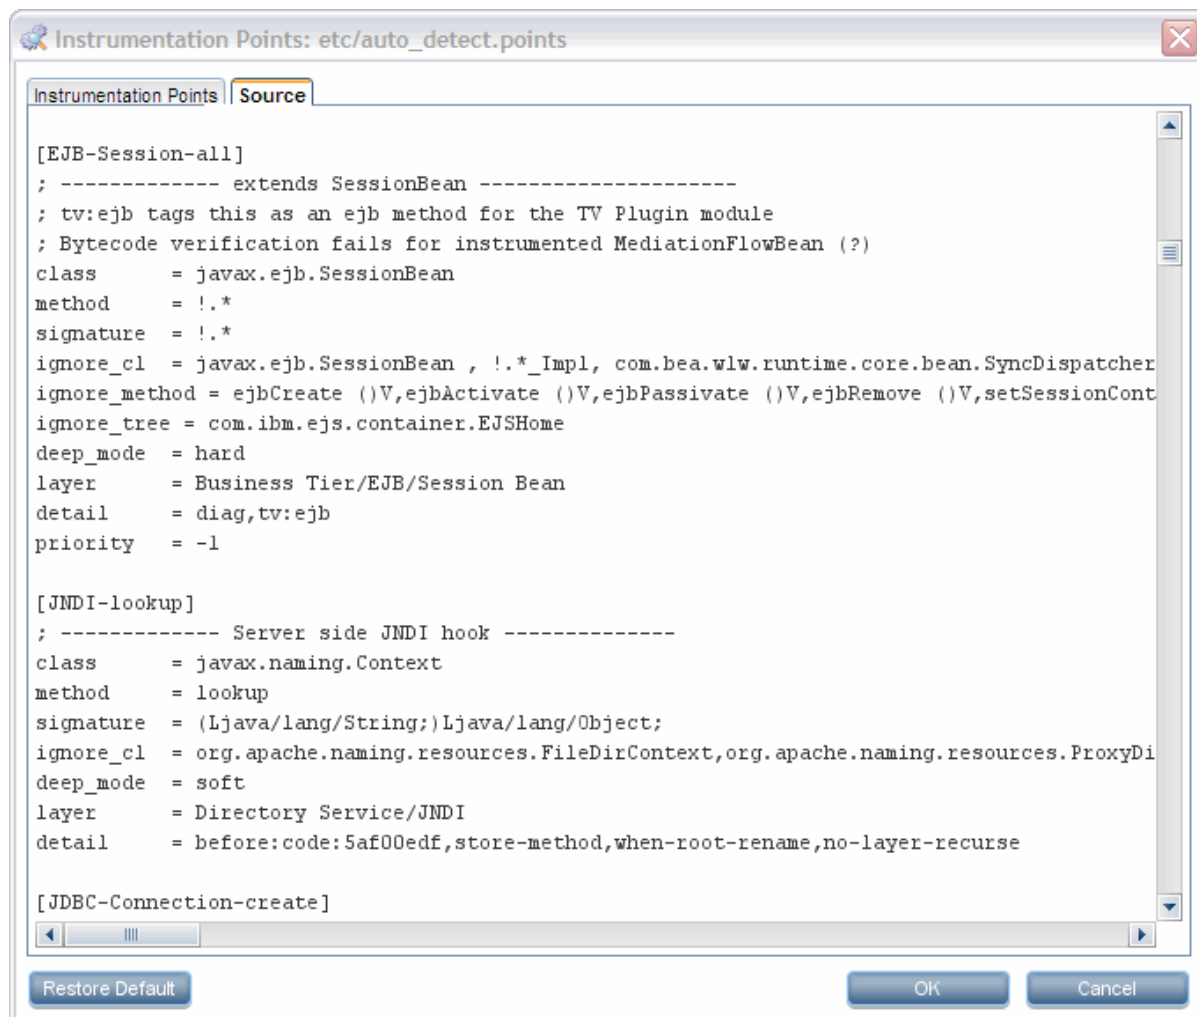 Instrumentation Points: etc/auto_detect.points
Instrumentation Points Source
[EJB-Session-all]
; ------------- extends SessionBean ---------------------
; tv:ejb tags this as an ejb method for the TV Plugin module
; Bytecode verification fails for instrumented MediationFlowBean (?)
class = javax.ejb.SessionBean
method = !.*
signature = !.*
ignore_cl = javax.ejb.SessionBean , !.*_Impl, com.bea.wlw.runtime.core.bean.SyncDispatcher
ignore_method = ejbCreate ()V,ejbActivate ()V,ejbPassivate ()V,ejbRemove ()V,setSessionCont
ignore_tree = com.ibm.ejs.container.EJSHome
deep_mode = hard
layer = Business Tier/EJB/Session Bean
detail = diag,tv:ejb
priority = -1
[JNDI-lookup]
; ------------- Server side JNDI hook --------------
class = javax.naming.Context
method = lookup
signature = (Ljava/lang/String;)Ljava/lang/Object;
ignore_cl = org.apache.naming.resources.FileDirContext,org.apache.naming.resources.ProxyDi
deep_mode = soft
layer = Directory Service/JNDI
detail = before:code:5af00edf,store-method,when-root-rename,no-layer-recurse
[JDBC-Connection-create]
Restore Default OK Cancel